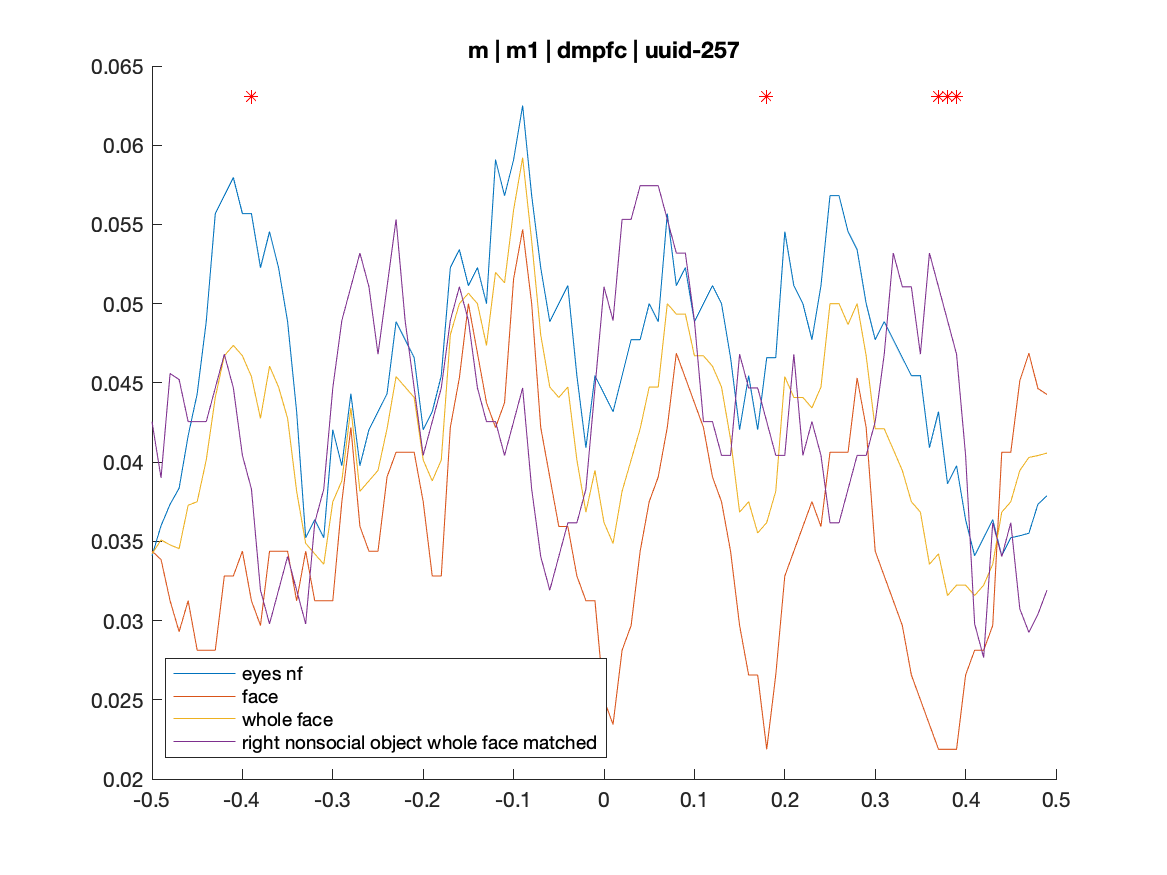 m | m1 | dmpfc | uuid-257
0.065
0.06
0.055
0.05
0.045
0.04
0.035
0.03
0.025
0.02
eyes nf
face
whole face
right nonsocial object whole face matched
-0.5 -0.4 -0.3 -0.2 -0.1 0 0.1 0.2 0.3 0.4 0.5